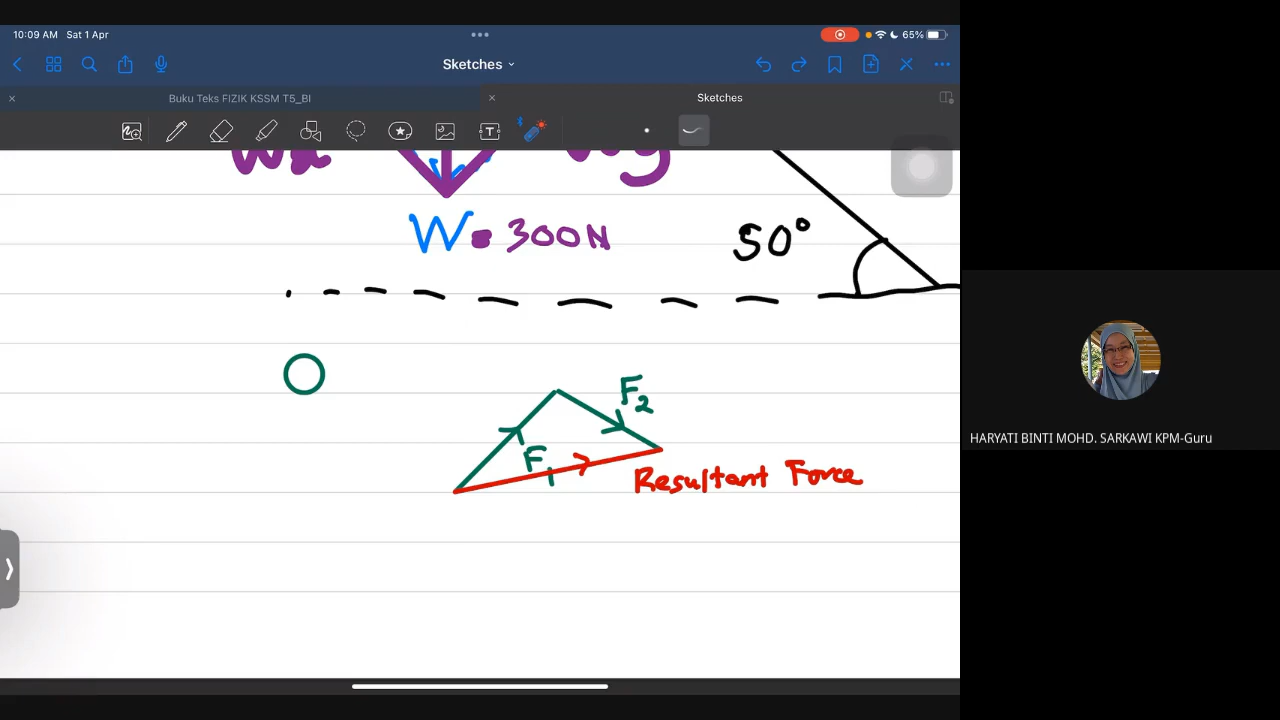 10:09 AM Sat 1 Apr
65%
Sketches
Buku Teks FIZIK KSSM T5_BI
Sketches
W = 300N
50°
F2
F1
Resultant Force
HARYATI BINTI MOHD. SARKAWI KPM-Guru